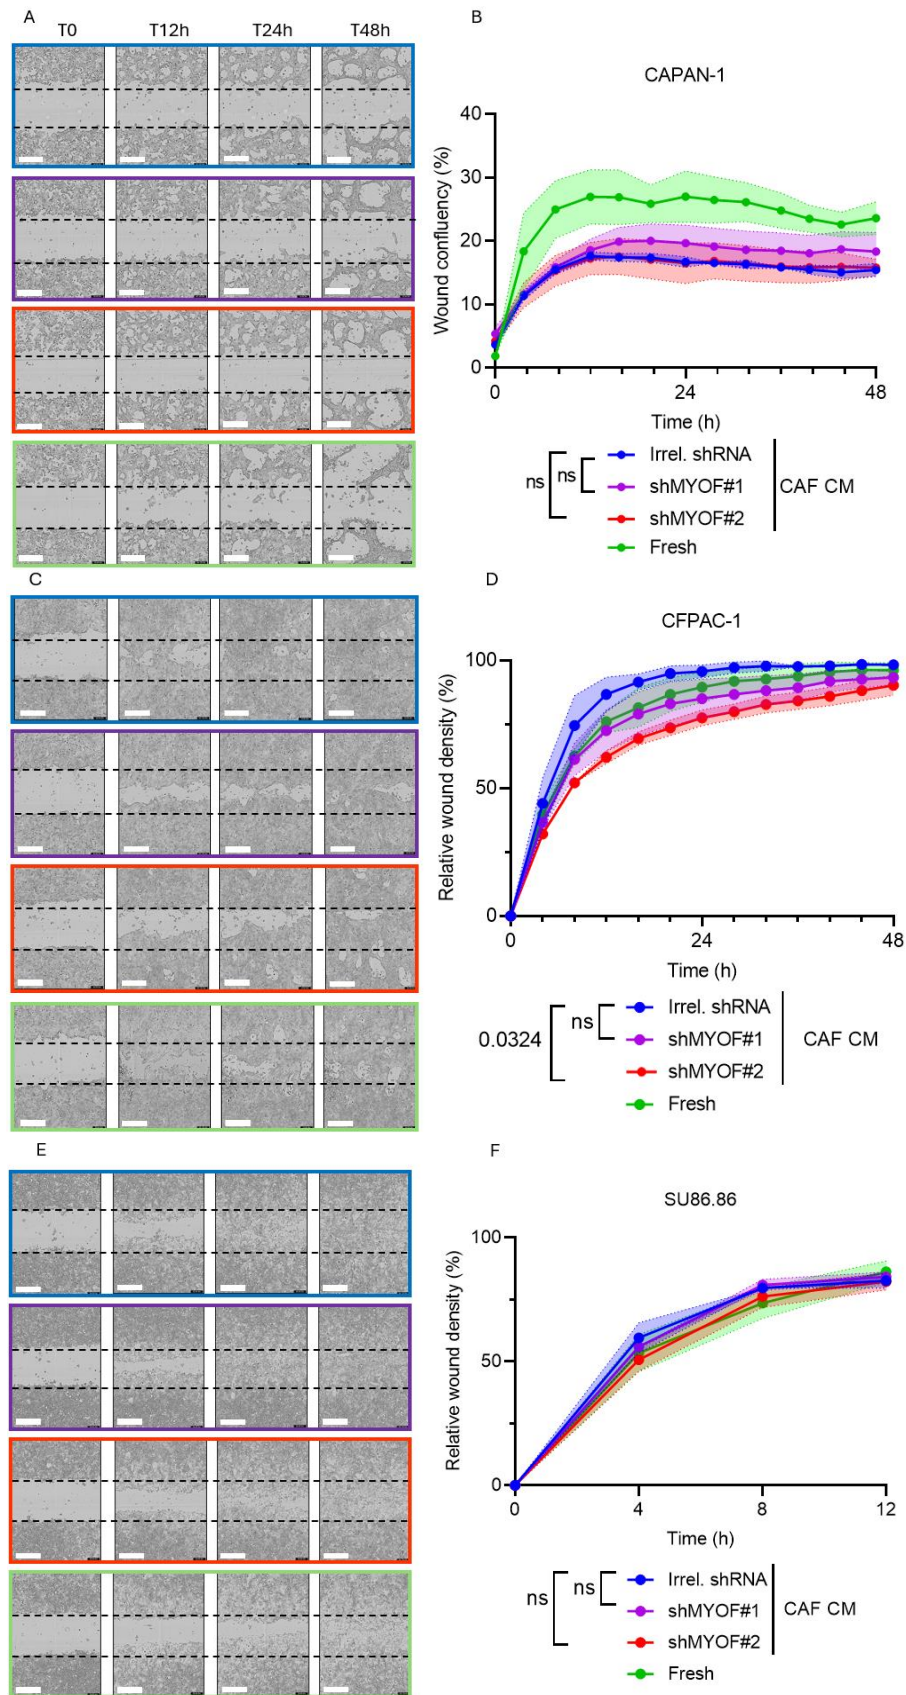 A
T0 T12h T24h T48h
B
CAPAN-1
Wound confluency (%)
40
30
20
10
0
0 24 48
Time (h)
ns ns
Irrel. shRNA
shMYOF#1
shMYOF#2
Fresh
CAF CM
C
D
CFPAC-1
Relative wound density (%)
100
50
0
0 24 48
Time (h)
0.0324 ns
Irrel. shRNA
shMYOF#1
shMYOF#2
Fresh
CAF CM
E
F
SU86.86
Relative wound density (%)
100
50
0
0 4 8 12
Time (h)
ns ns
Irrel. shRNA
shMYOF#1
shMYOF#2
Fresh
CAF CM